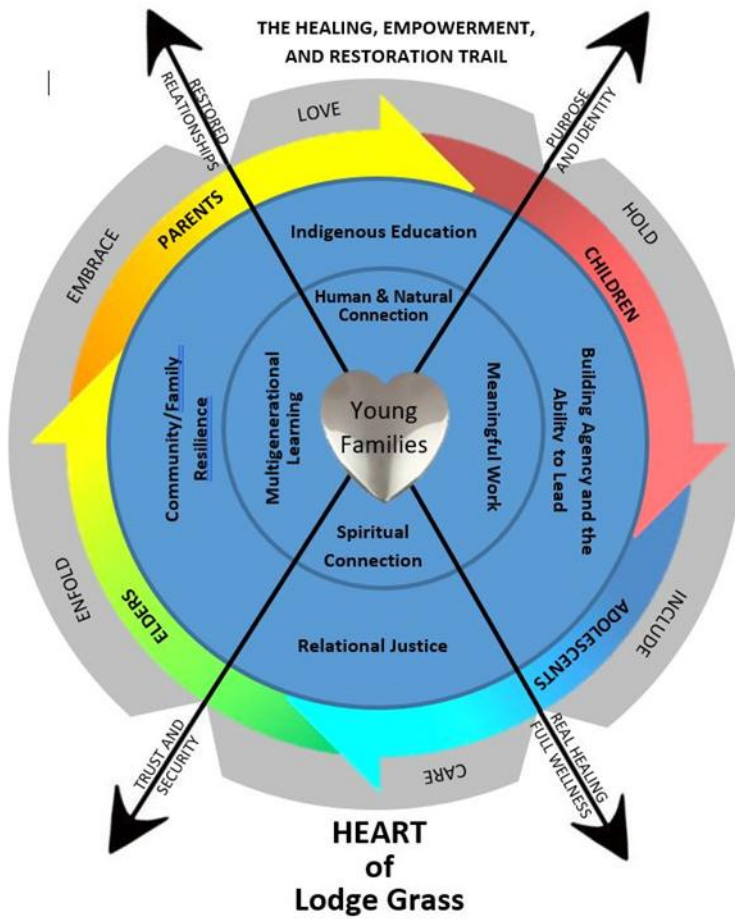 THE HEALING, EMPOWERMENT,
AND RESTORATION TRAIL
RESTORED
RELATIONSHIPS
PURPOSE
AND IDENTITY
LOVE
HOLD
INCLUDE
CARE
ENFOLD
EMBRACE
PARENTS
CHILDREN
ADOLESCENTS
ELDERS
Indigenous Education
Building Agency and the
Ability to Lead
Relational Justice
Community/Family
Resilience
Human & Natural
Connection
Meaningful Work
Spiritual
Connection
Multigenerational
Learning
Young
Families
TRUST AND
SECURITY
REAL HEALING
FULL WELLNESS
HEART
of
Lodge Grass